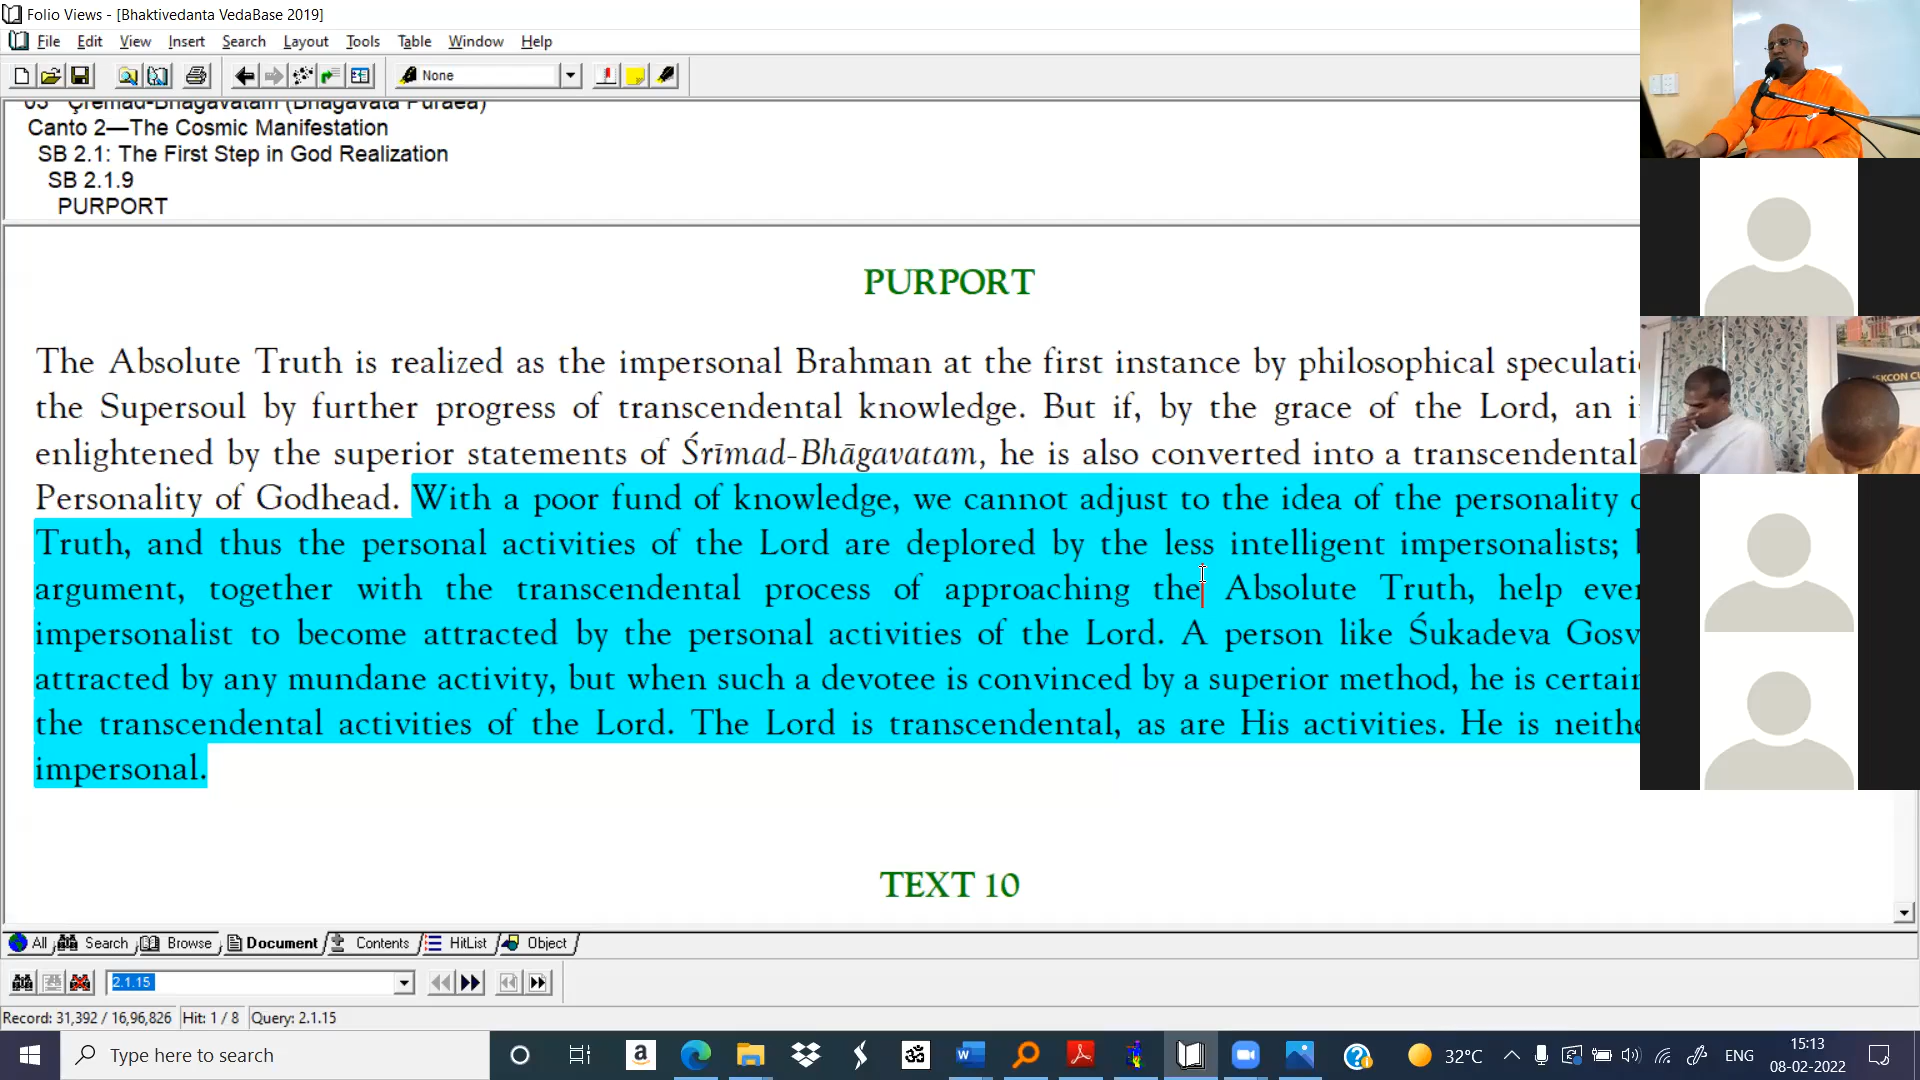 Folio Views - [Bhaktivedanta VedaBase 2019]
File Edit View Insert Search Layout Tools Table Window Help
None
03 Çrémad-Bhägavatam (Bhägavata Puräëa)
Canto 2—The Cosmic Manifestation
SB 2.1: The First Step in God Realization
SB 2.1.9
PURPORT
PURPORT
The Absolute Truth is realized as the impersonal Brahman at the first instance by philosophical
the Supersoul by further progress of transcendental knowledge. But if, by the grace of the Lord, an
enlightened by the superior statements of Śrīmad-Bhāgavatam, he is also converted into a transcendental
Personality of Godhead. With a poor fund of knowledge, we cannot adjust to the idea of the personality
Truth, and thus the personal activities of the Lord are deplored by the less intelligent impersonalists;
argument, together with the transcendental process of approaching the Absolute Truth, help
impersonalist to become attracted by the personal activities of the Lord. A person like Śukadeva
attracted by any mundane activity, but when such a devotee is convinced by a superior method, he is
the transcendental activities of the Lord. The Lord is transcendental, as are His activities. He is
impersonal.
TEXT 10
All Search Browse Document Contents HitList Object
2.1.15
Record: 31,392 / 16,96,826 Hit: 1 / 8 Query: 2.1.15
Type here to search
32°C ENG 15:13
08-02-2022